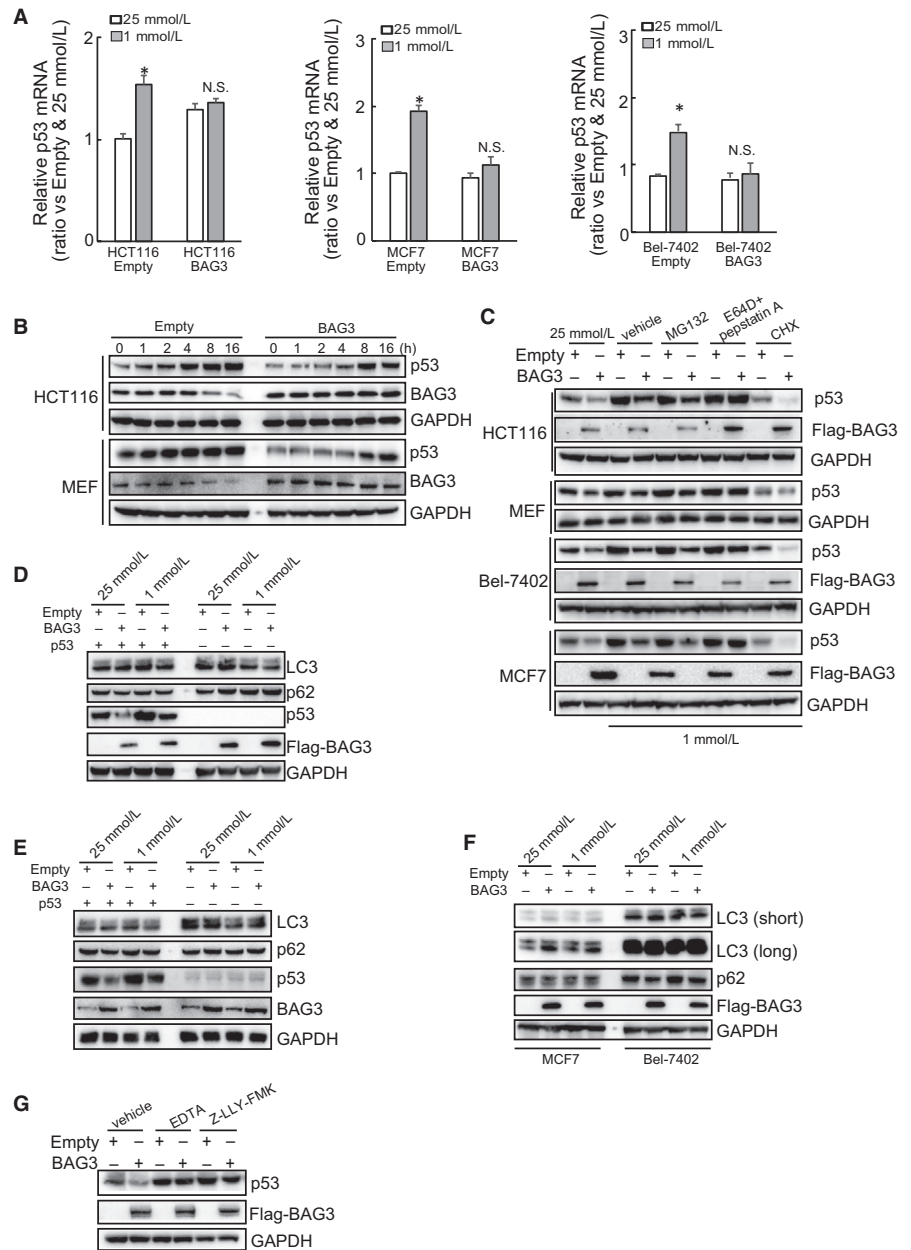 A
25 mmol/L
1 mmol/L
Relative p53 mRNA
(ratio vs Empty & 25 mmol/L)
2
1
0
*
N.S.
HCT116
Empty
HCT116
BAG3
25 mmol/L
1 mmol/L
Relative p53 mRNA
(ratio vs Empty & 25 mmol/L)
3
2
1
0
*
N.S.
MCF7
Empty
MCF7
BAG3
25 mmol/L
1 mmol/L
Relative p53 mRNA
(ratio vs Empty & 25 mmol/L)
3
2
1
0
*
N.S.
Bel-7402
Empty
Bel-7402
BAG3
B
Empty BAG3
0 1 2 4 8 16 0 1 2 4 8 16 (h)
p53
HCT116 BAG3
GAPDH
p53
MEF BAG3
GAPDH
C
25 mmol/L vehicle MG132 E64D+ pepstatin A CHX
Empty + – + – + – + – + –
BAG3 – + – + – + – + – +
p53
HCT116 Flag-BAG3
GAPDH
MEF p53
GAPDH
p53
Bel-7402 Flag-BAG3
GAPDH
p53
MCF7 Flag-BAG3
GAPDH
1 mmol/L
D
25 mmol/L 1 mmol/L 25 mmol/L 1 mmol/L
Empty + – + – + – + –
BAG3 – + – + – + – +
p53 + + + + – – – –
LC3
p62
p53
Flag-BAG3
GAPDH
E
25 mmol/L 1 mmol/L 25 mmol/L 1 mmol/L
Empty + – + – + – + –
BAG3 – + – + – + – +
p53 + + + + – – – –
LC3
p62
p53
BAG3
GAPDH
F
25 mmol/L 1 mmol/L 25 mmol/L 1 mmol/L
Empty + – + – + – + –
BAG3 – + – + – + – +
LC3 (short)
LC3 (long)
p62
Flag-BAG3
GAPDH
MCF7 Bel-7402
G
vehicle EDTA Z-LLY-FMK
Empty + – + – + –
BAG3 – + – + – +
p53
Flag-BAG3
GAPDH